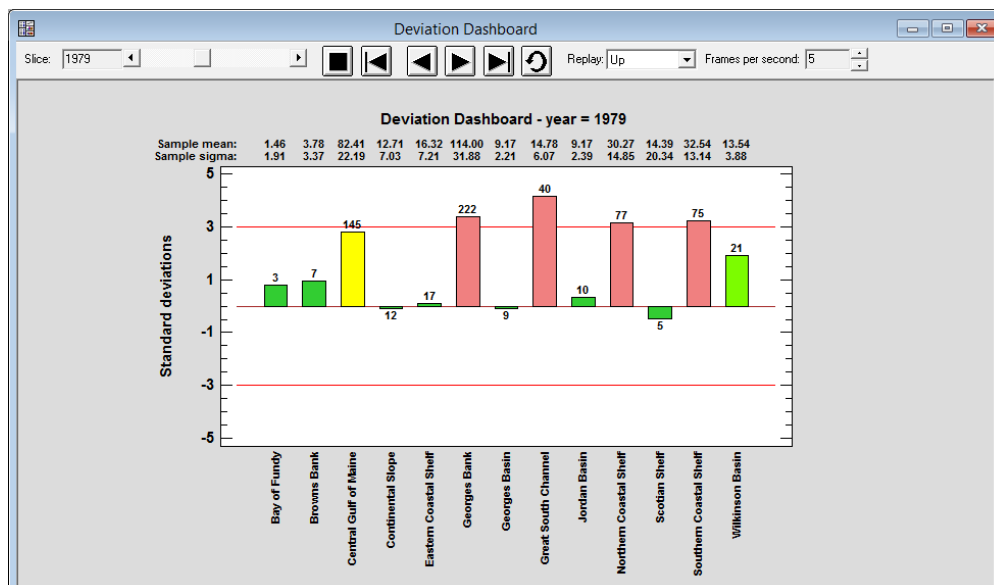 Deviation Dashboard
Slice: 1979 Replay: Up Frames per second: 5
Deviation Dashboard - year = 1979
Sample mean: 1.46 3.78 82.41 12.71 16.32 114.00 9.17 14.78 9.17 30.27 14.39 32.54 13.54
Sample sigma: 1.91 3.37 22.19 7.03 7.21 31.88 2.21 6.07 2.39 14.85 20.34 13.14 3.88
5
3
1
-1
-3
-5
Standard deviations
3
7
145
12
17
222
9
40
10
77
5
75
21
Bay of Fundy
Browns Bank
Central Gulf of Maine
Continental Slope
Eastern Coastal Shelf
Georges Bank
Georges Basin
Great South Channel
Jordan Basin
Northern Coastal Shelf
Scotian Shelf
Southern Coastal Shelf
Wilkinson Basin